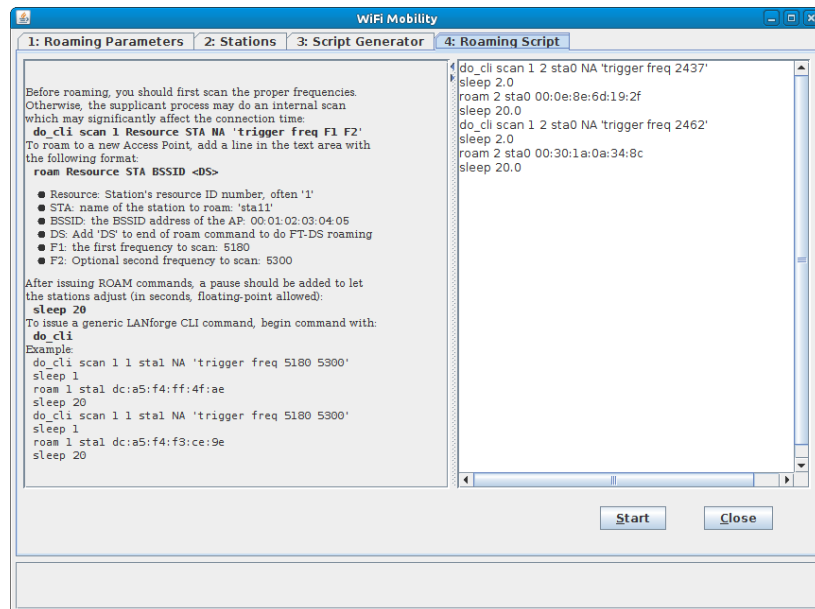 WiFi Mobility
1: Roaming Parameters 2: Stations 3: Script Generator 4: Roaming Script
Before roaming, you should first scan the proper frequencies.
Otherwise, the supplicant process may do an internal scan
which may significantly affect the connection time:
do_cli scan 1 Resource STA NA 'trigger freq F1 F2'
To roam to a new Access Point, add a line in the text area with
the following format:
roam Resource STA BSSID <DS>
● Resource: Station's resource ID number, often '1'
● STA: name of the station to roam: 'sta11'
● BSSID: the BSSID address of the AP: 00:01:02:03:04:05
● DS: Add 'DS' to end of roam command to do FT-DS roaming
● F1: the first frequency to scan: 5180
● F2: Optional second frequency to scan: 5300
After issuing ROAM commands, a pause should be added to let
the stations adjust (in seconds, floating-point allowed):
sleep 20
To issue a generic LANforge CLI command, begin command with:
do_cli
Example:
do_cli scan 1 1 sta1 NA 'trigger freq 5180 5300'
sleep 1
roam 1 sta1 dc:a5:f4:ff:4f:ae
sleep 20
do_cli scan 1 1 sta1 NA 'trigger freq 5180 5300'
sleep 1
roam 1 sta1 dc:a5:f4:f3:ce:9e
sleep 20
do_cli scan 1 2 sta0 NA 'trigger freq 2437'
sleep 2.0
roam 2 sta0 00:0e:8e:6d:19:2f
sleep 20.0
do_cli scan 1 2 sta0 NA 'trigger freq 2462'
sleep 2.0
roam 2 sta0 00:30:1a:0a:34:8c
sleep 20.0
Start Close